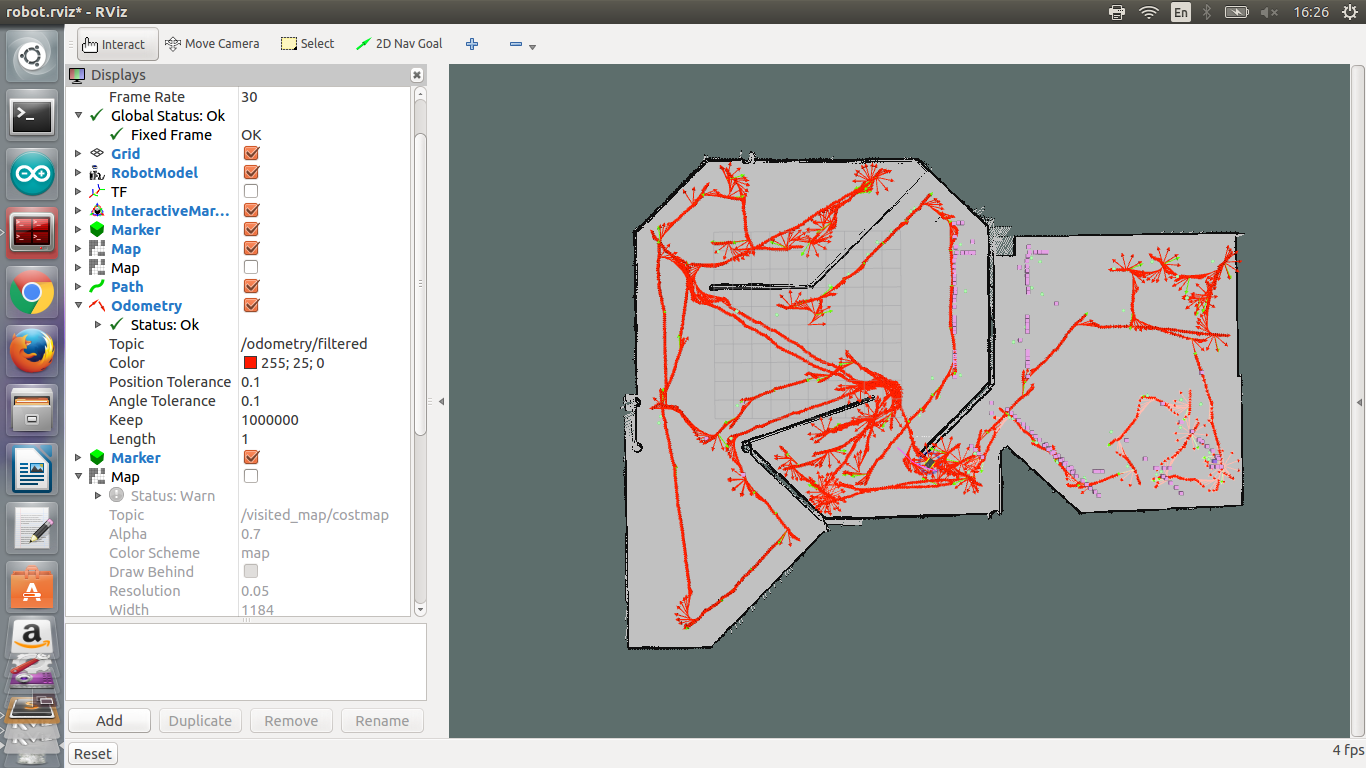 robot.rviz* - RViz
En
16:26
Interact
Move Camera
Select
2D Nav Goal
Displays
Frame Rate 30
Global Status: Ok
Fixed Frame OK
Grid
RobotModel
TF
InteractiveMar...
Marker
Map
Map
Path
Odometry
Status: Ok
Topic /odometry/filtered
Color 255; 25; 0
Position Tolerance 0.1
Angle Tolerance 0.1
Keep 1000000
Length 1
Marker
Map
Status: Warn
Topic /visited_map/costmap
Alpha 0.7
Color Scheme map
Draw Behind
Resolution 0.05
Width 1184
Add
Duplicate
Remove
Rename
Reset
4 fps